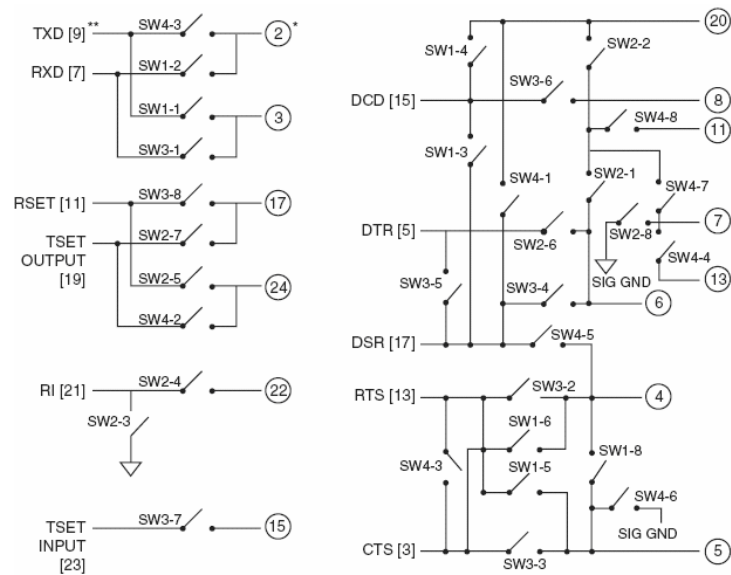 TXD [9] **
SW4-3
2 *
RXD [7]
SW1-2
SW1-1
3
SW3-1
RSET [11]
SW3-8
17
TSET
OUTPUT
[19]
SW2-7
SW2-5
24
SW4-2
RI [21]
SW2-4
22
SW2-3
TSET
INPUT
[23]
SW3-7
15
20
SW1-4
SW2-2
DCD [15]
SW3-6
8
SW4-8
11
SW1-3
SW4-1
SW2-1
SW4-7
DTR [5]
SW2-6
SW2-8
7
SW4-4
SIG GND
13
SW3-5
SW3-4
6
DSR [17]
SW4-5
RTS [13]
SW3-2
4
SW1-6
SW1-8
SW4-3
SW1-5
SW4-6
SIG GND
CTS [3]
SW3-3
5